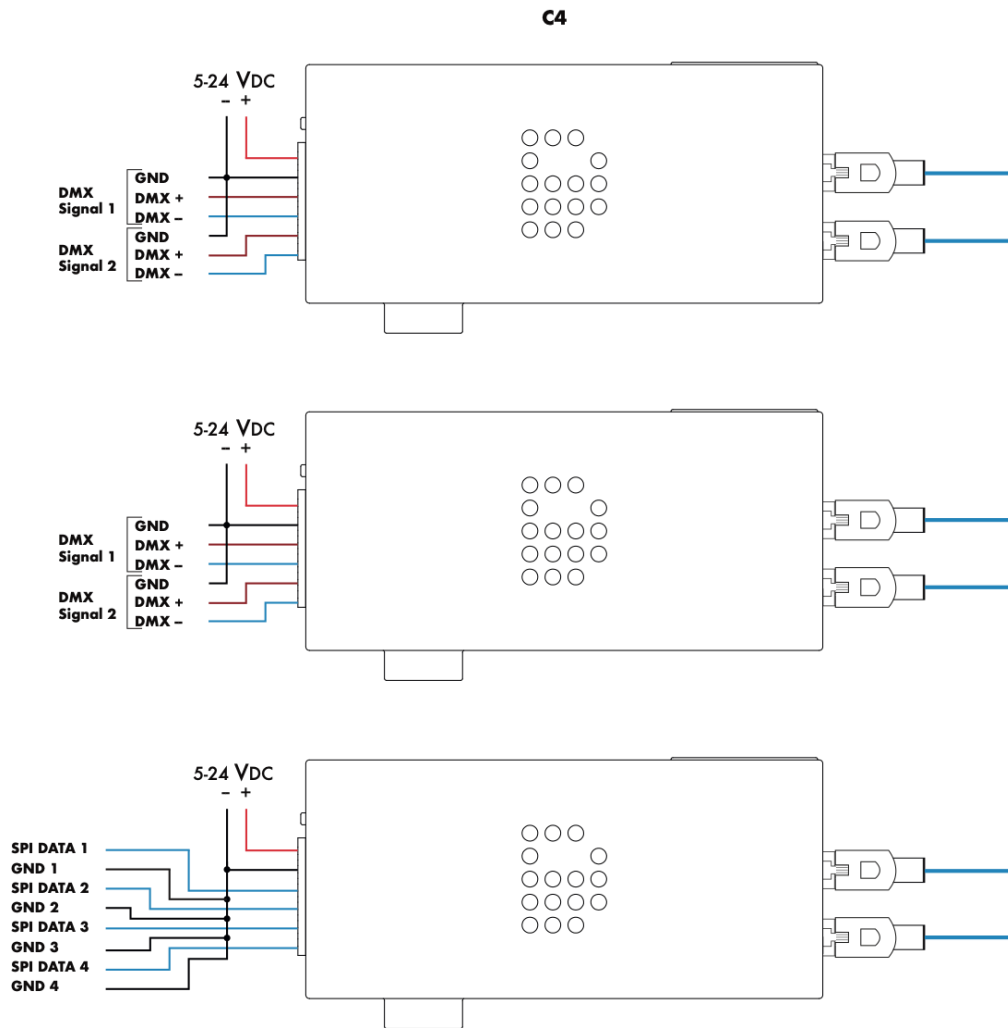 C4
5-24 VDC
– +
DMX
Signal 1
GND
DMX +
DMX –
DMX
Signal 2
GND
DMX +
DMX –
5-24 VDC
– +
DMX
Signal 1
GND
DMX +
DMX –
DMX
Signal 2
GND
DMX +
DMX –
5-24 VDC
– +
SPI DATA 1
GND 1
SPI DATA 2
GND 2
SPI DATA 3
GND 3
SPI DATA 4
GND 4